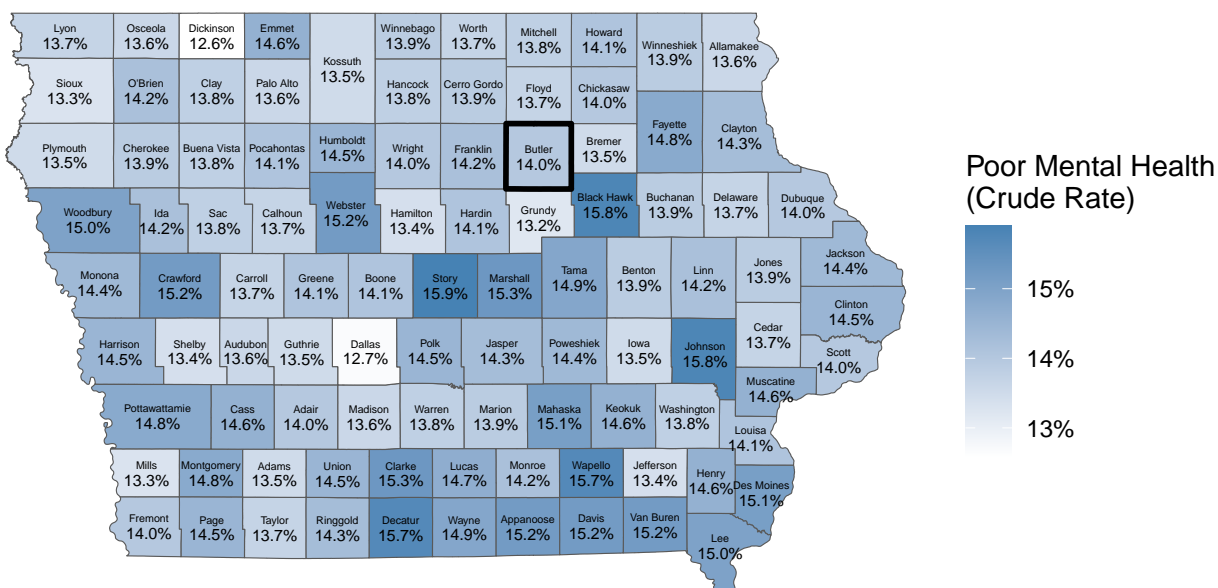 Lyon
13.7%
Osceola
13.6%
Dickinson
12.6%
Emmet
14.6%
Kossuth
13.5%
Winnebago
13.9%
Worth
13.7%
Mitchell
13.8%
Howard
14.1%
Winneshiek
13.9%
Allamakee
13.6%
Sioux
13.3%
O'Brien
14.2%
Clay
13.8%
Palo Alto
13.6%
Hancock
13.8%
Cerro Gordo
13.9%
Floyd
13.7%
Chickasaw
14.0%
Plymouth
13.5%
Cherokee
13.9%
Buena Vista
13.8%
Pocahontas
14.1%
Humboldt
14.5%
Wright
14.0%
Franklin
14.2%
Butler
14.0%
Bremer
13.5%
Fayette
14.8%
Clayton
14.3%
Woodbury
15.0%
Ida
14.2%
Sac
13.8%
Calhoun
13.7%
Webster
15.2%
Hamilton
13.4%
Hardin
14.1%
Grundy
13.2%
Black Hawk
15.8%
Buchanan
13.9%
Delaware
13.7%
Dubuque
14.0%
Monona
14.4%
Crawford
15.2%
Carroll
13.7%
Greene
14.1%
Boone
14.1%
Story
15.9%
Marshall
15.3%
Tama
14.9%
Benton
13.9%
Linn
14.2%
Jones
13.9%
Jackson
14.4%
Clinton
14.5%
Harrison
14.5%
Shelby
13.4%
Audubon
13.6%
Guthrie
13.5%
Dallas
12.7%
Polk
14.5%
Jasper
14.3%
Poweshiek
14.4%
Iowa
13.5%
Johnson
15.8%
Cedar
13.7%
Scott
14.0%
Muscatine
14.6%
Pottawattamie
14.8%
Cass
14.6%
Adair
14.0%
Madison
13.6%
Warren
13.8%
Marion
13.9%
Mahaska
15.1%
Keokuk
14.6%
Washington
13.8%
Louisa
14.1%
Mills
13.3%
Montgomery
14.8%
Adams
13.5%
Union
14.5%
Clarke
15.3%
Lucas
14.7%
Monroe
14.2%
Wapello
15.7%
Jefferson
13.4%
Henry
14.6%
Des Moines
15.1%
Fremont
14.0%
Page
14.5%
Taylor
13.7%
Ringgold
14.3%
Decatur
15.7%
Wayne
14.9%
Appanoose
15.2%
Davis
15.2%
Van Buren
15.2%
Lee
15.0%
Poor Mental Health
(Crude Rate)
15%
14%
13%